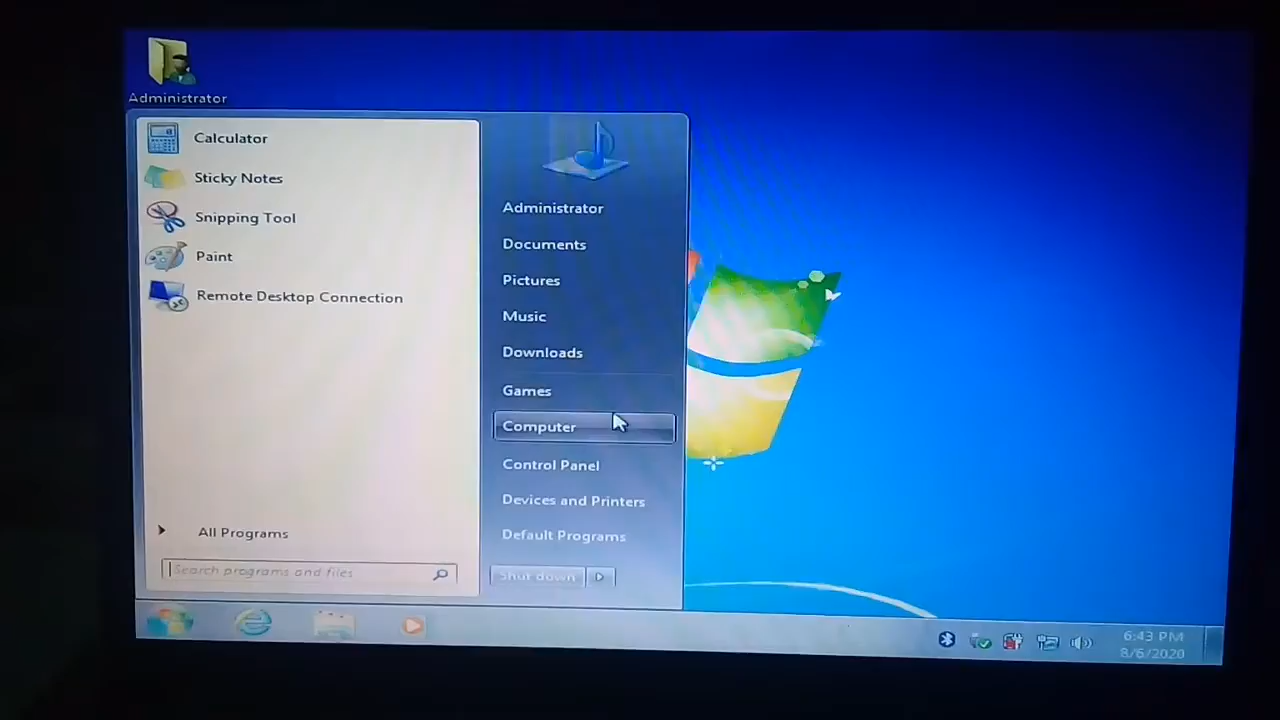 Administrator
Calculator
Sticky Notes
Snipping Tool
Paint
Remote Desktop Connection
All Programs
Search programs and files
Administrator
Documents
Pictures
Music
Downloads
Games
Computer
Control Panel
Devices and Printers
Default Programs
Shut down
6:43 PM
8/6/2020